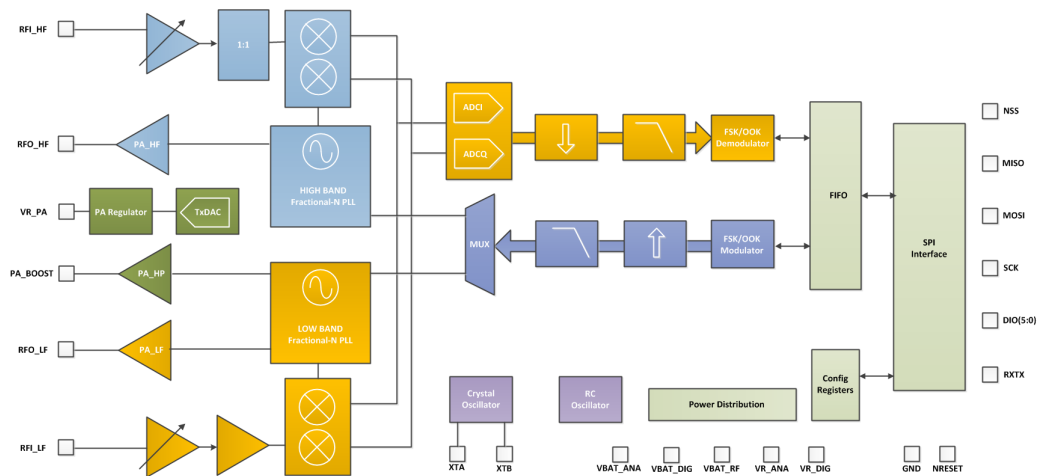 RFI_HF
1:1
RFO_HF
PA_HF
HIGH BAND
Fractional-N PLL
VR_PA
PA Regulator
TxDAC
PA_BOOST
PA_HP
LOW BAND
Fractional-N PLL
RFO_LF
PA_LF
RFI_LF
ADCI
ADCQ
FSK/OOK
Demodulator
MUX
FSK/OOK
Modulator
FIFO
SPI
Interface
Config
Registers
NSS
MISO
MOSI
SCK
DIO(5:0)
RXTX
Crystal
Oscillator
RC
Oscillator
Power Distribution
XTA
XTB
VBAT_ANA
VBAT_DIG
VBAT_RF
VR_ANA
VR_DIG
GND
NRESET